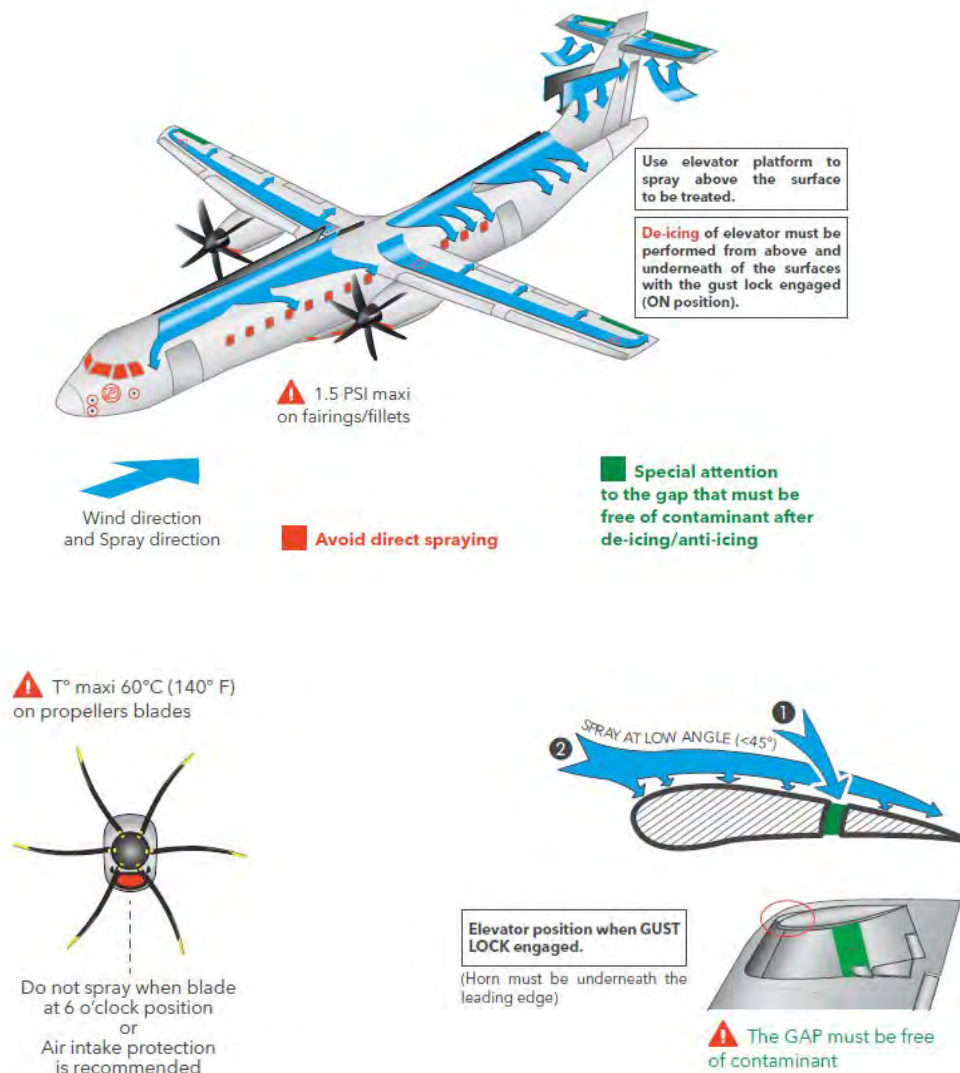 Use elevator platform to
spray above the surface
to be treated.
De-icing of elevator must be
performed from above and
underneath of the surfaces
with the gust lock engaged
(ON position).
1.5 PSI maxi
on fairings/fillets
Wind direction
and Spray direction
Avoid direct spraying
Special attention
to the gap that must be
free of contaminant after
de-icing/anti-icing
T° maxi 60°C (140° F)
on propellers blades
Do not spray when blade
at 6 o'clock position
or
Air intake protection
is recommended
1
SPRAY AT LOW ANGLE (<45°)
2
Elevator position when GUST
LOCK engaged.
(Horn must be underneath the
leading edge)
The GAP must be free
of contaminant